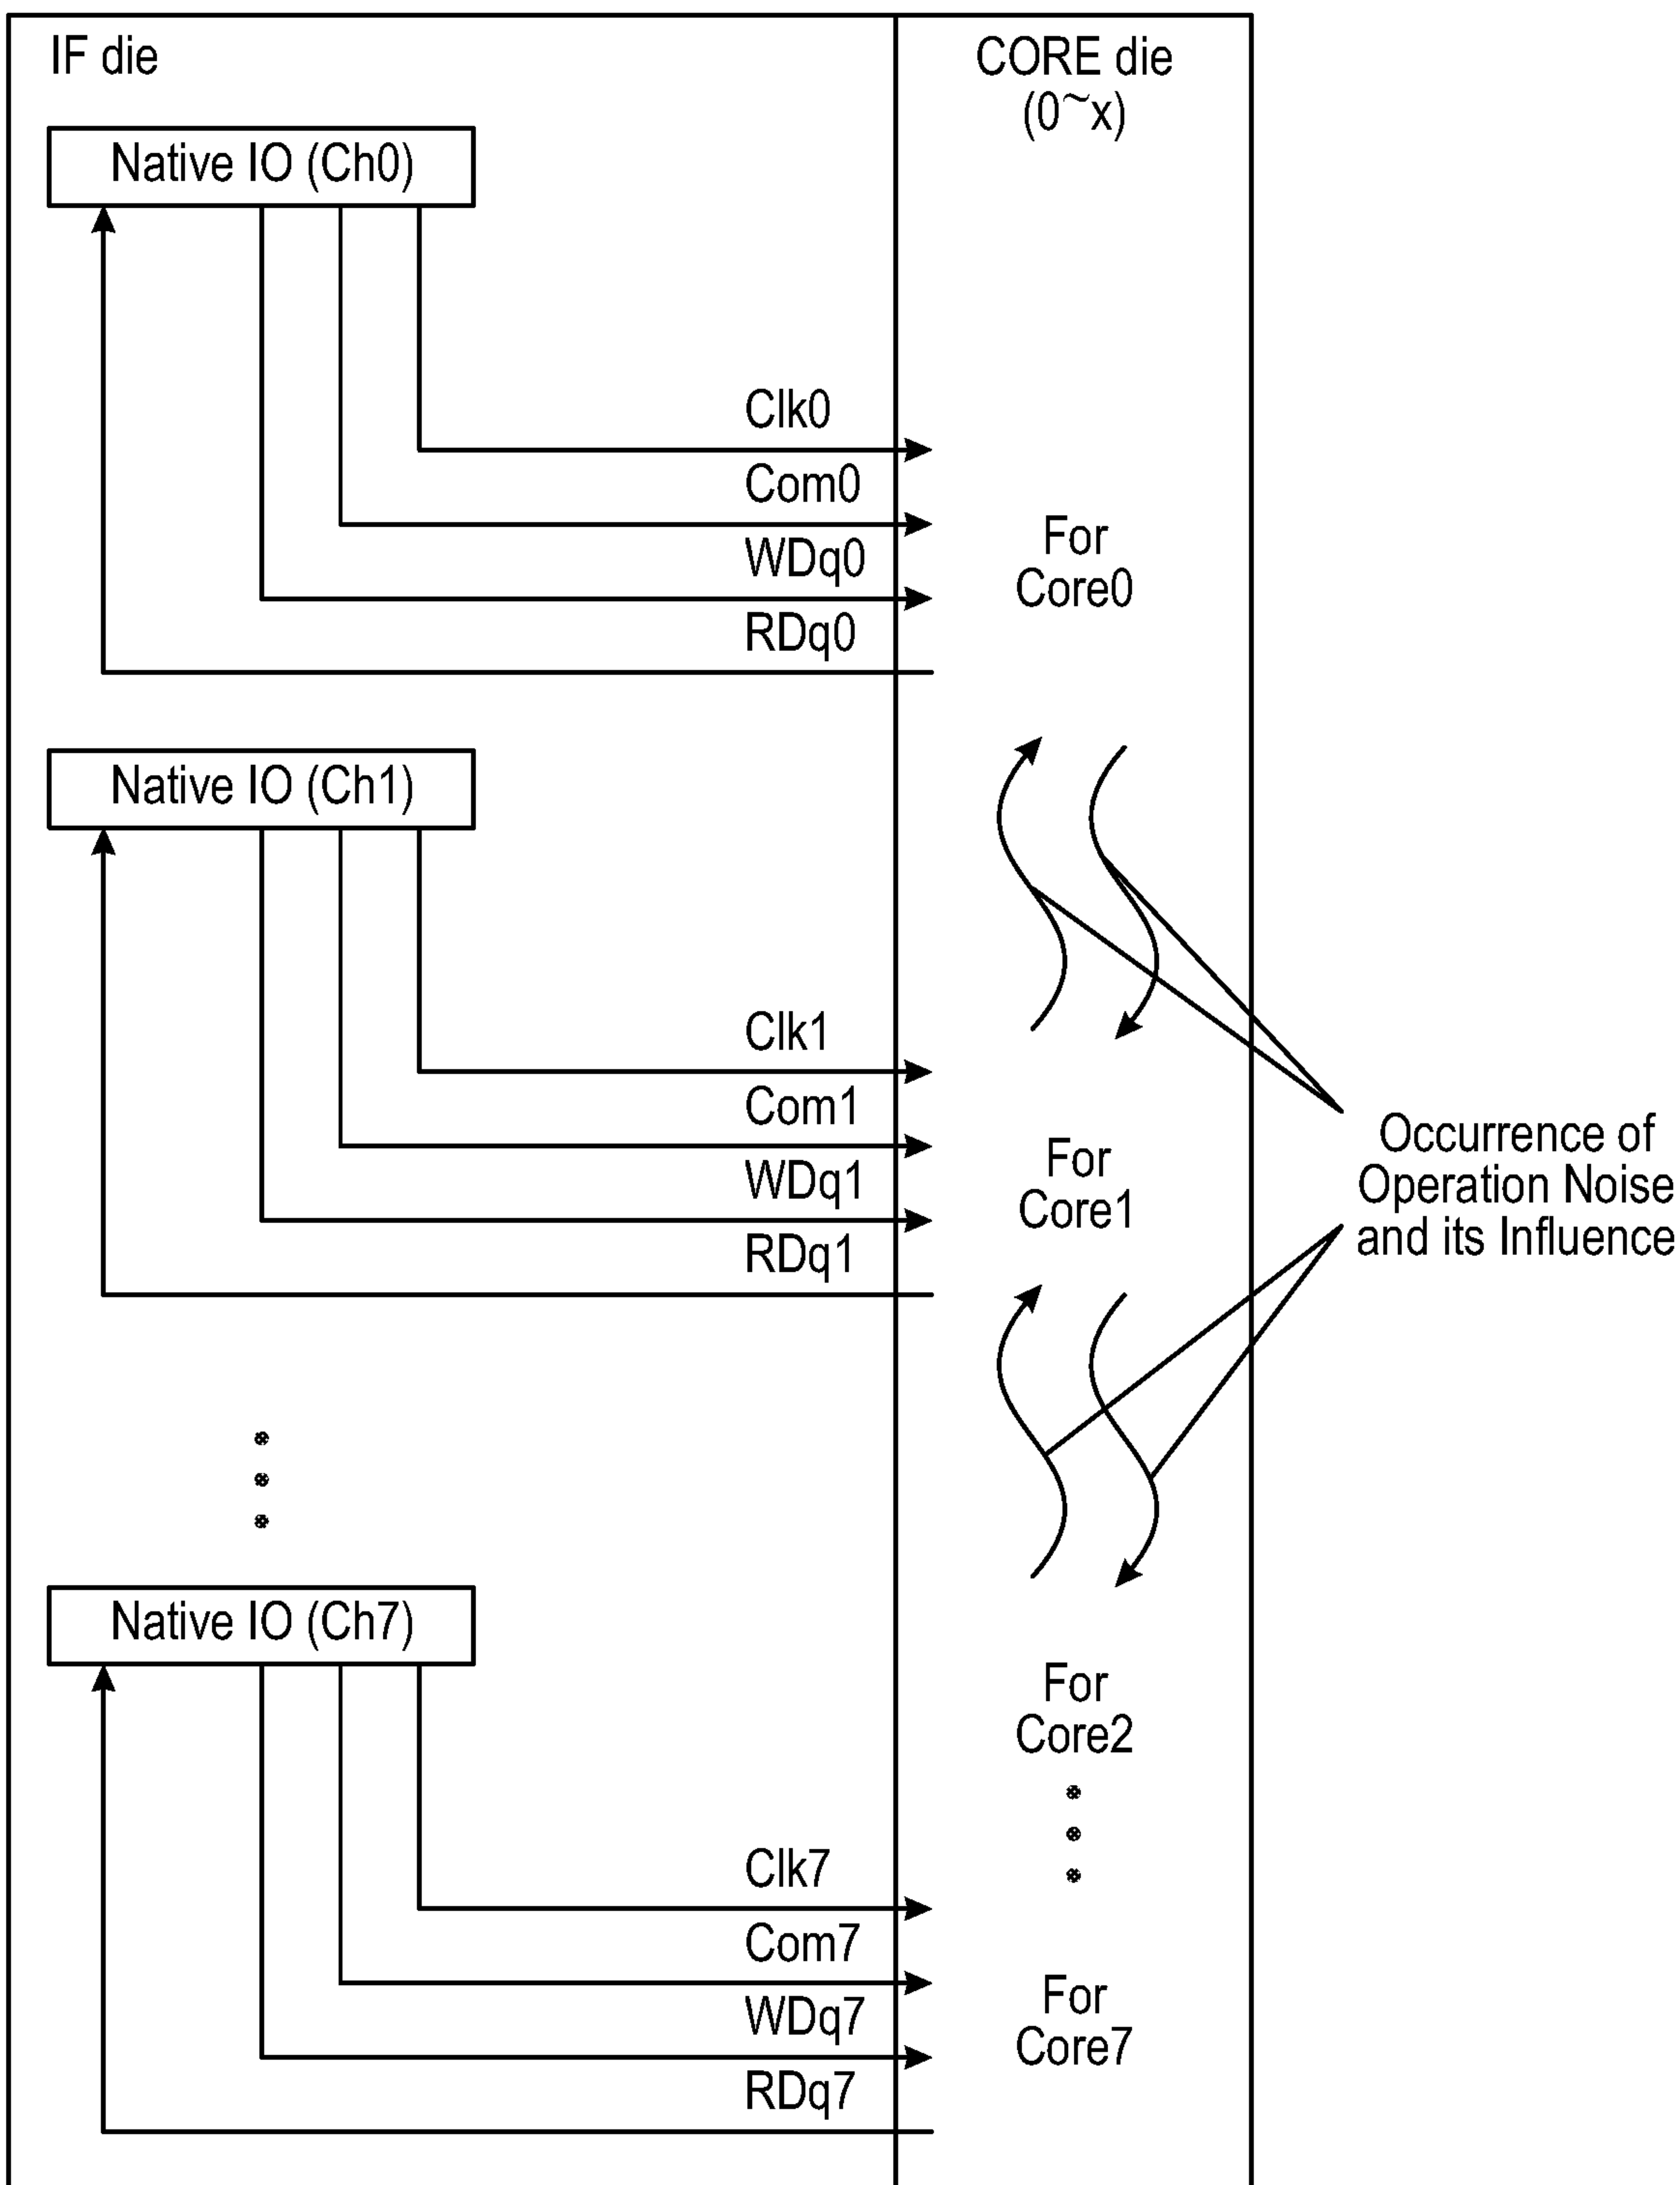 IF die
CORE die
(0~x)
Native IO (Ch0)
Clk0
Com0
WDq0
RDq0
For
Core0
Native IO (Ch1)
Clk1
Com1
WDq1
RDq1
For
Core1
Occurrence of
Operation Noise
and its Influence
Native IO (Ch7)
For
Core2
Clk7
Com7
WDq7
RDq7
For
Core7